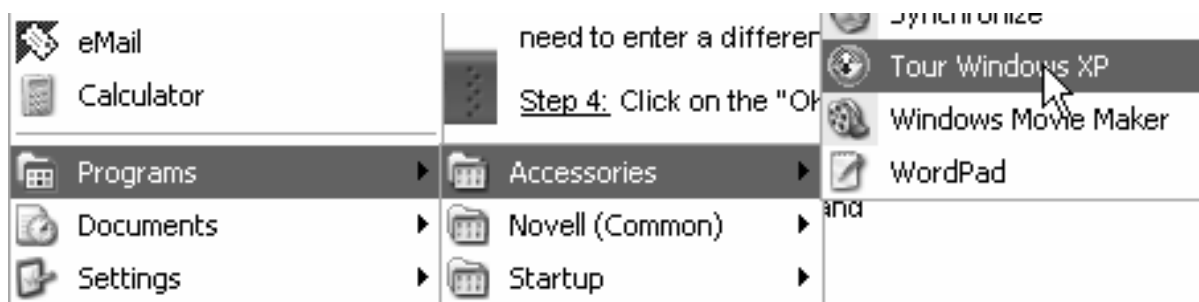 eMail
Calculator
Programs
Documents
Settings
need to enter a differen
Step 4: Click on the "OK
Accessories
Novell (Common)
Startup
Synchronize
Tour Windows XP
Windows Movie Maker
WordPad
and